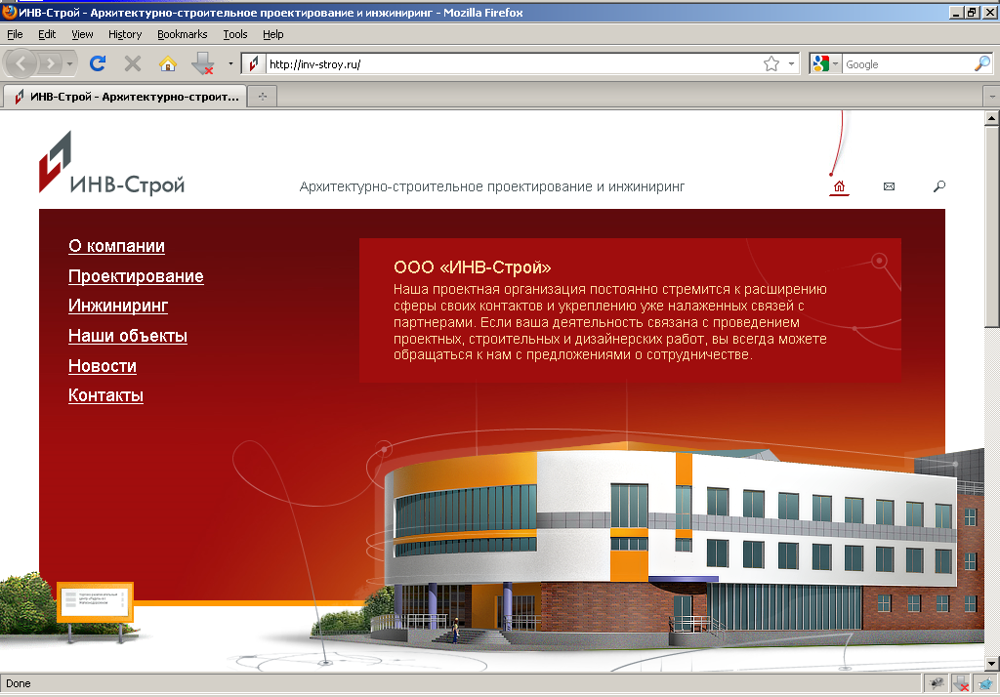 ИНВ-Строй - Архитектурно-строительное проектирование и инжиниринг - Mozilla Firefox
File Edit View History Bookmarks Tools Help
http://inv-stroy.ru/
Google
ИНВ-Строй - Архитектурно-строит...
ИНВ-Строй
Архитектурно-строительное проектирование и инжиниринг
О компании
Проектирование
Инжиниринг
Наши объекты
Новости
Контакты
ООО «ИНВ-Строй»
Наша проектная организация постоянно стремится к расширению
сферы своих контактов и укреплению уже налаженных связей с
партнерами. Если ваша деятельность связана с проведением
проектных, строительных и дизайнерских работ, вы всегда можете
обращаться к нам с предложениями о сотрудничестве.
Done